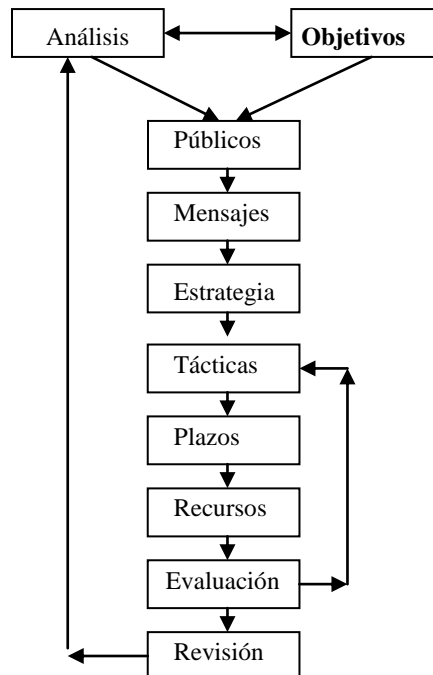 Análisis
Objetivos
Públicos
Mensajes
Estrategia
Tácticas
Plazos
Recursos
Evaluación
Revisión